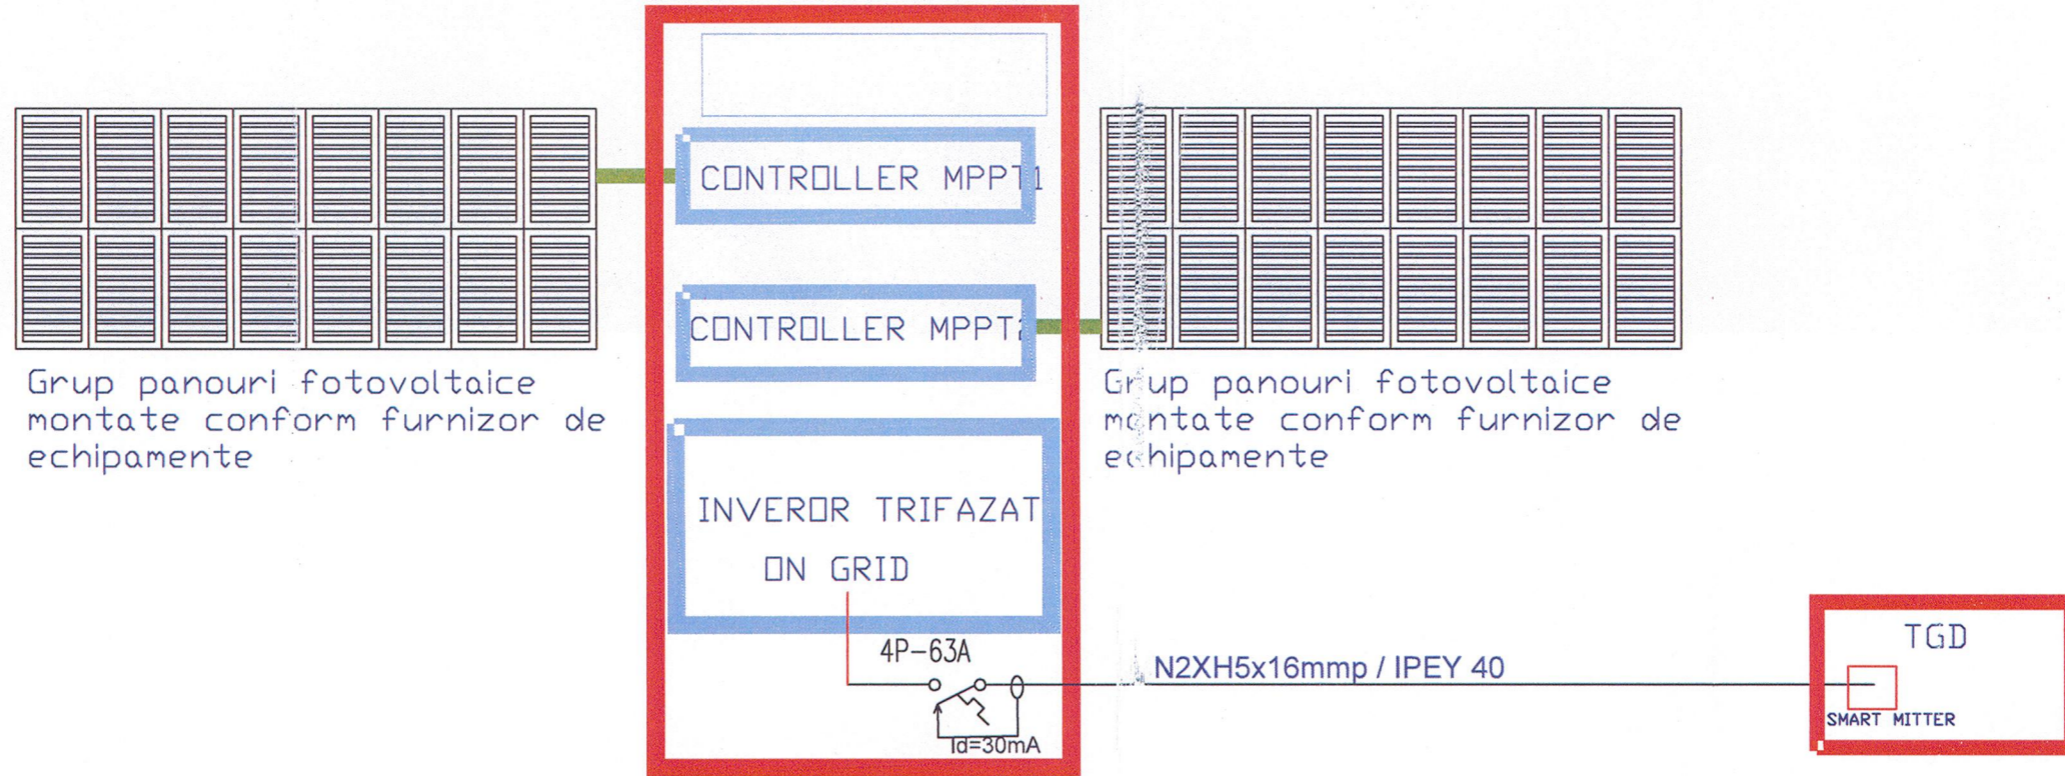 CONTROLLER MPPT1
CONTROLLER MPPT2
Grup panouri fotovoltaice
montate conform furnizor de
echipamente
Grup panouri fotovoltaice
montate conform furnizor de
echipamente
INVEROR TRIFAZAT
ON GRID
4P-63A
Id=30mA
N2XH5x16mmp / IPEY 40
TGD
SMART MITTER